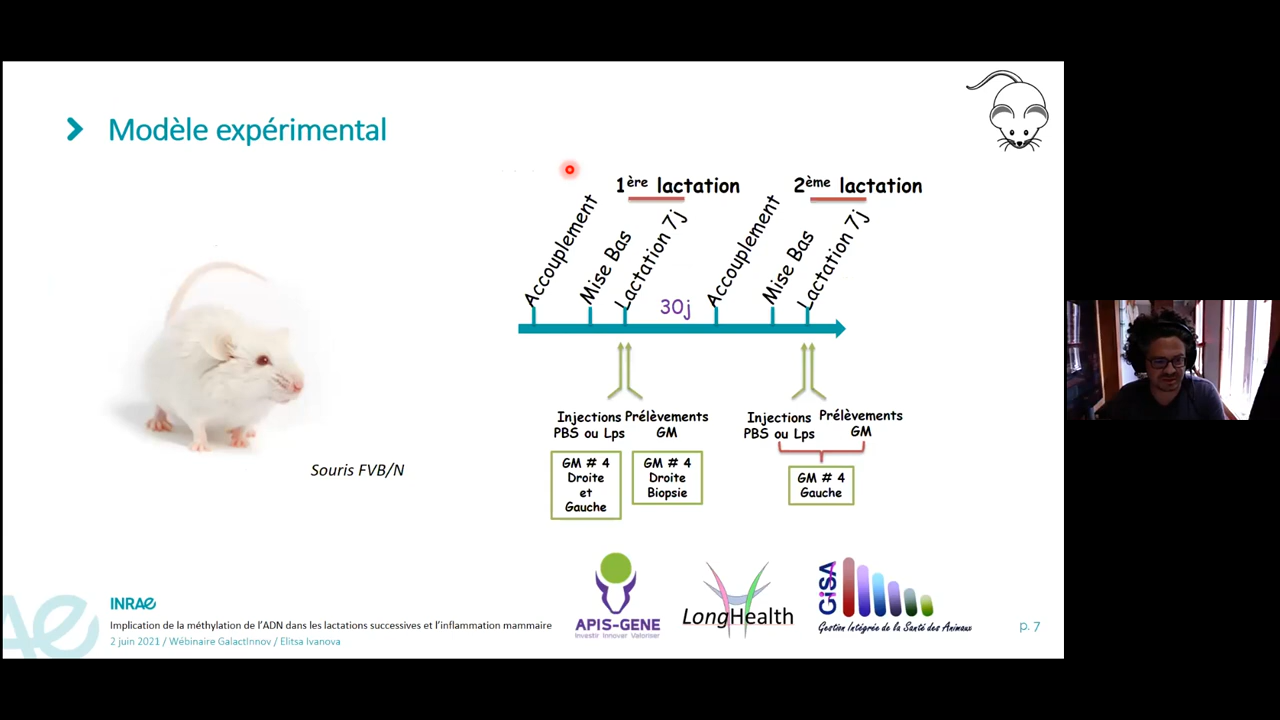 Modèle expérimental
1ère lactation
2ème lactation
Accouplement
Mise Bas
Lactation 7j
30j
Accouplement
Mise Bas
Lactation 7j
Injections
PBS ou Lps
Prélèvements
GM
Injections
PBS ou Lps
Prélèvements
GM
GM # 4
Droite
et
Gauche
GM # 4
Droite
Biopsie
GM # 4
Gauche
Souris FVB/N
INRAE
Implication de la méthylation de l’ADN dans les lactations successives et l’inflammation mammaire
2 juin 2021 / Wébinaire GalactInnov / Elitsa Ivanova
APIS-GENE
Investir Innover Valoriser
LongHealth
GISA
Gestion Intégrée de la Santé des Animaux
p. 7